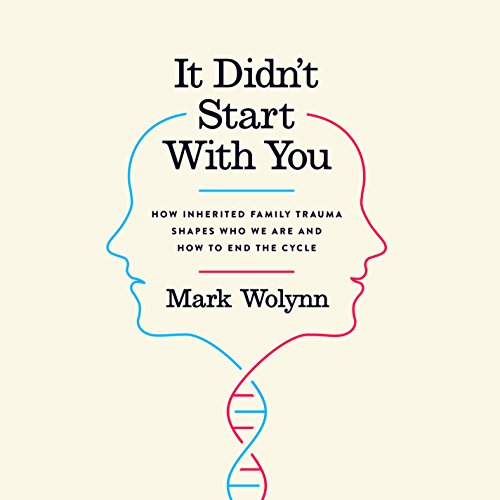 It Didn't
Start
With You
HOW INHERITED FAMILY TRAUMA
SHAPES WHO WE ARE AND
HOW TO END THE CYCLE
Mark Wolynn